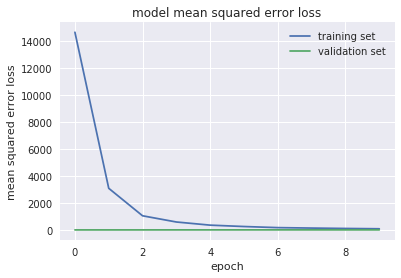 model mean squared error loss
training set
validation set
mean squared error loss
14000
12000
10000
8000
6000
4000
2000
0
0 2 4 6 8
epoch